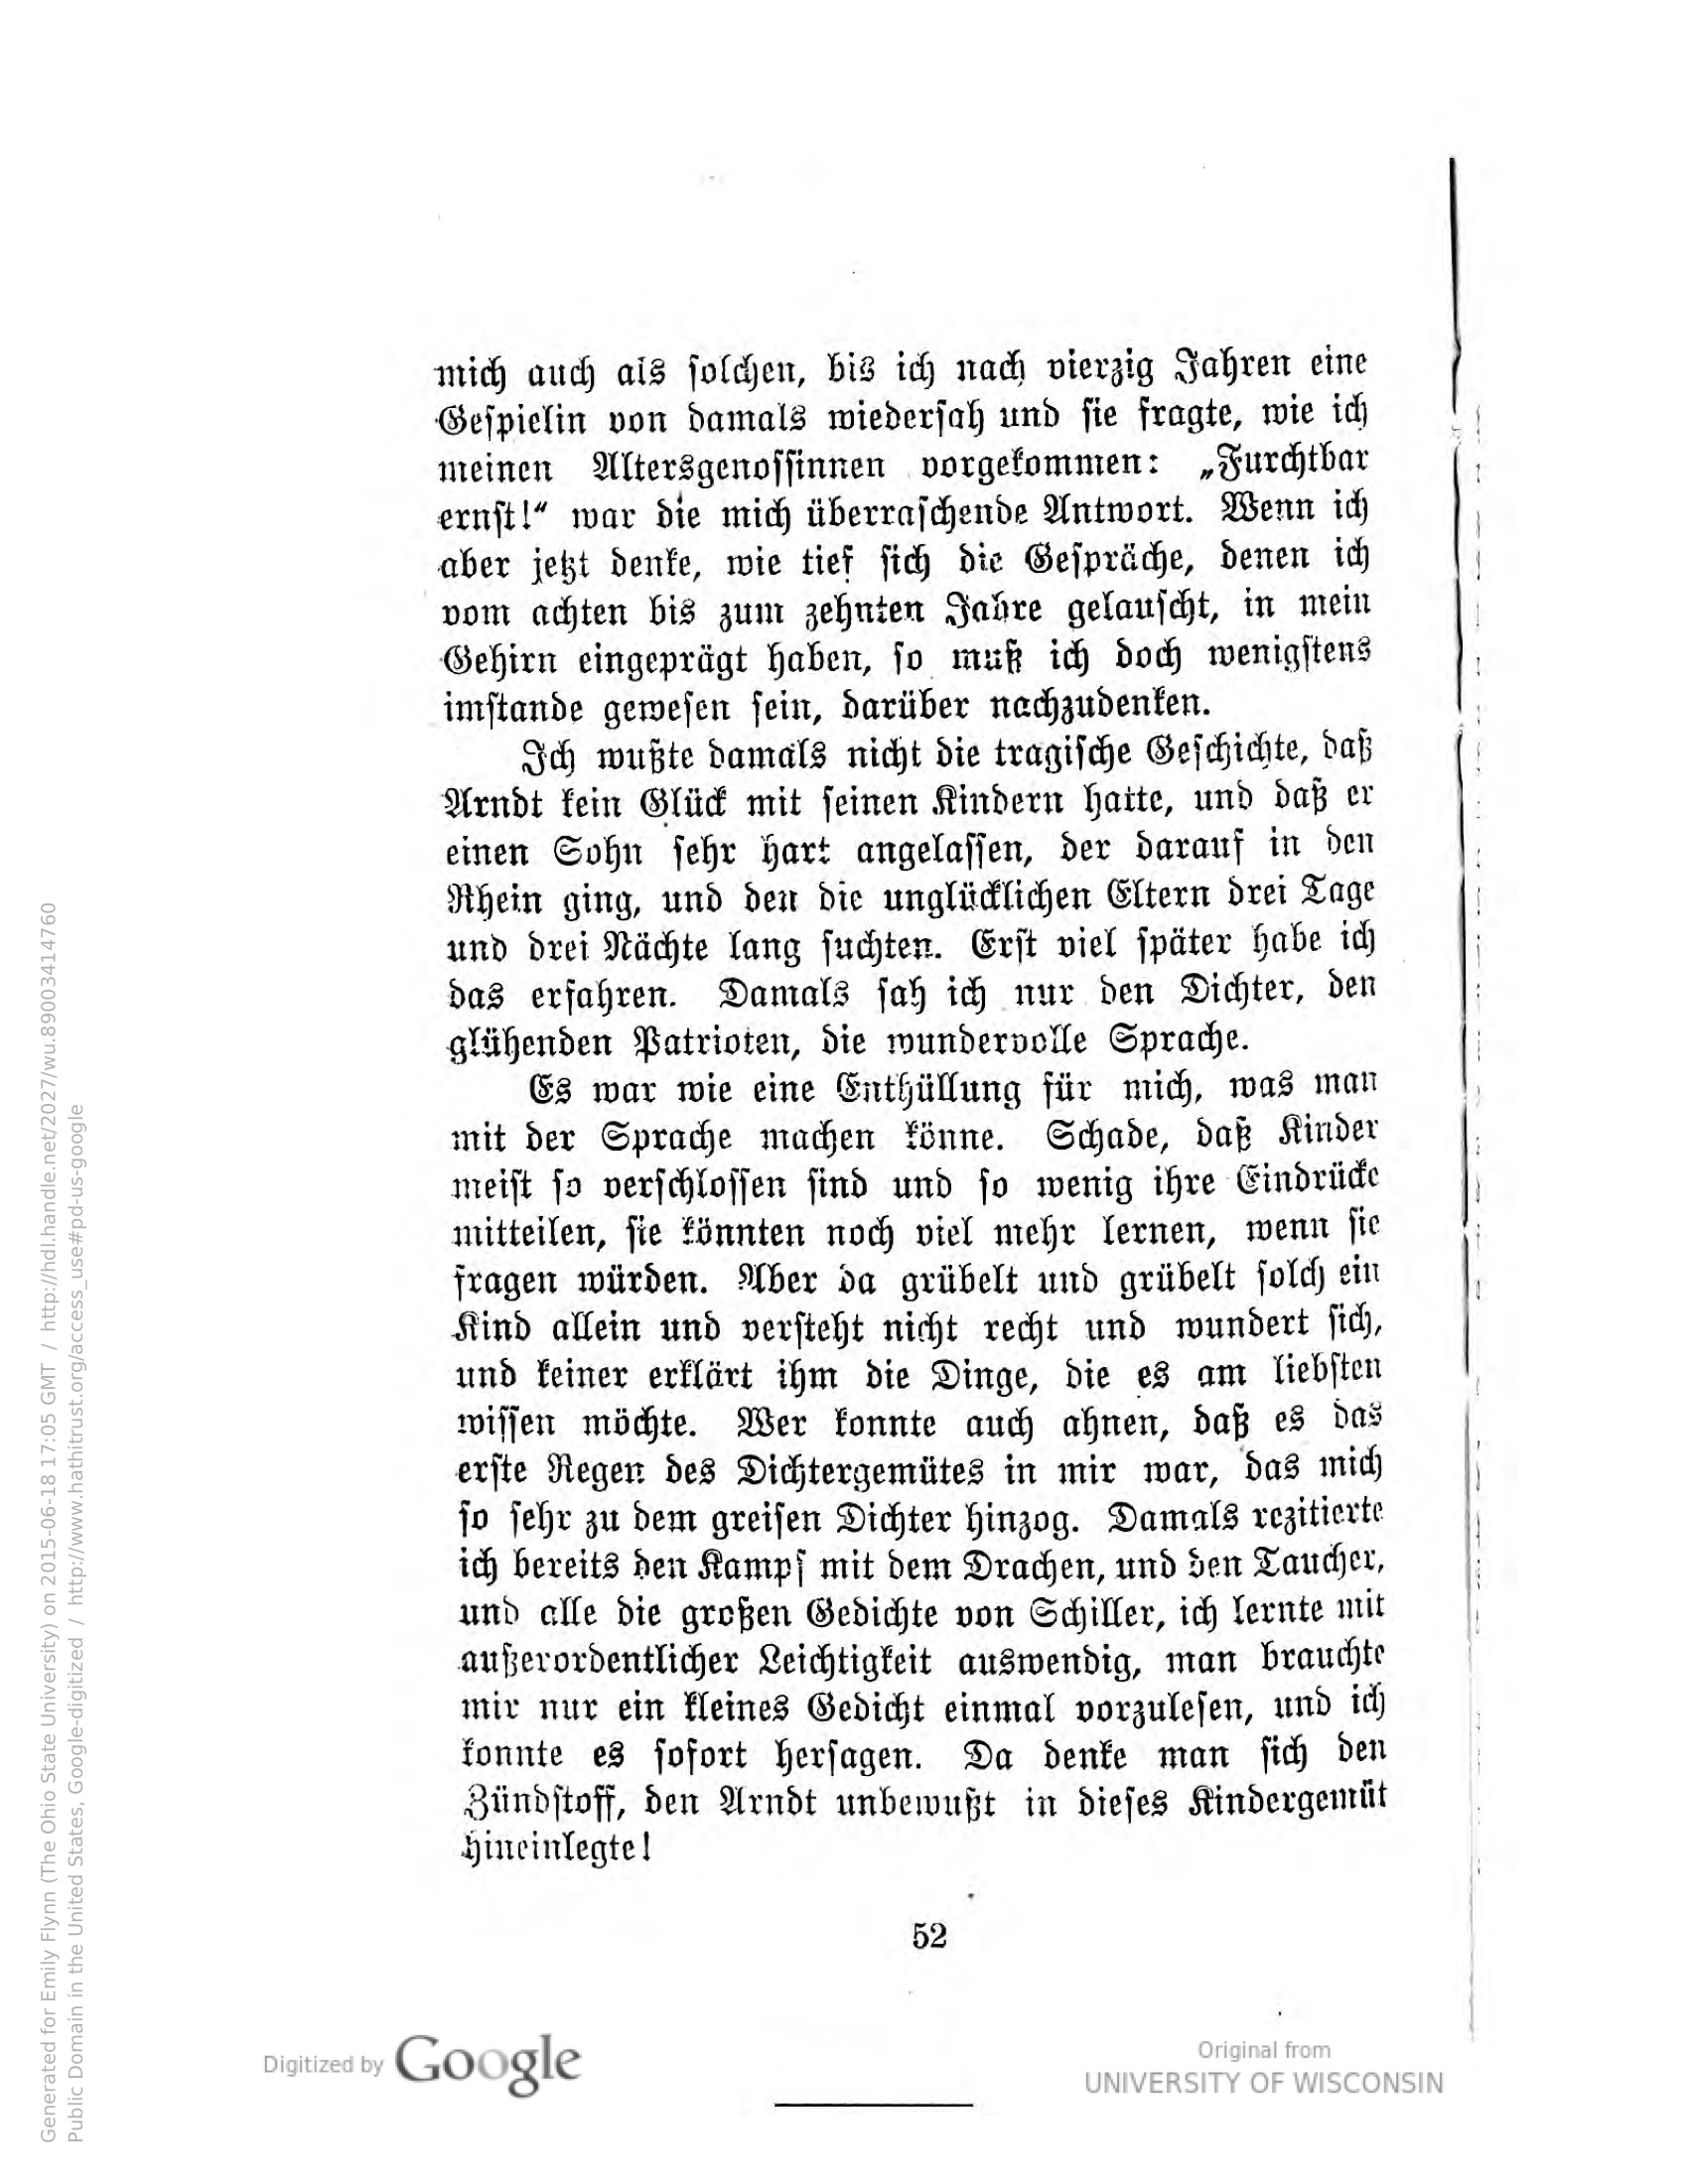 mich auch als solchen, bis ich nach vierzig Jahren eine
Gespielin von damals wiedersah und sie fragte, wie ich
meinen Altersgenossinnen vorgekommen: „Furchtbar
ernst!“ war die mich überraschende Antwort. Wenn ich
aber jetzt denke, wie tief sich die Gespräche, denen ich
vom achten bis zum zehnten Jahre gelauscht, in mein
Gehirn eingeprägt haben, so muß ich doch wenigstens
imstande gewesen sein, darüber nachzudenken.
Ich wußte damals nicht die tragische Geschichte, daß
Arndt kein Glück mit seinen Kindern hatte, und daß er
einen Sohn sehr hart angelassen, der darauf in den
Rhein ging, und den die unglücklichen Eltern drei Tage
und drei Nächte lang suchten. Erst viel später habe ich
das erfahren. Damals sah ich nur den Dichter, den
glühenden Patrioten, die wundervolle Sprache.
Es war wie eine Enthüllung für mich, was man
mit der Sprache machen könne. Schade, daß Kinder
meist so verschlossen sind und so wenig ihre Eindrücke
mitteilen, sie könnten noch viel mehr lernen, wenn sie
fragen würden. Aber da grübelt und grübelt solch ein
Kind allein und versteht nicht recht und wundert sich,
und keiner erklärt ihm die Dinge, die es am liebsten
wissen möchte. Wer konnte auch ahnen, daß es das
erste Regen des Dichtergemütes in mir war, das mich
so sehr zu dem greisen Dichter hinzog. Damals rezitierte
ich bereits den Kampf mit dem Drachen, und den Taucher,
und alle die großen Gedichte von Schiller, ich lernte mit
außerordentlicher Leichtigkeit auswendig, man brauchte
mir nur ein kleines Gedicht einmal vorzulesen, und ich
konnte es sofort hersagen. Da denke man sich den
Zündstoff, den Arndt unbewußt in dieses Kindergemüt
hineinlegte!
52
Digitized by Google
Original from
UNIVERSITY OF WISCONSIN
Generated for Emily Flynn (The Ohio State University) on 2015-06-18 17:05 GMT / http://hdl.handle.net/2027/wu.89003414760
Public Domain in the United States, Google-digitized / http://www.hathitrust.org/access_use#pd-us-google